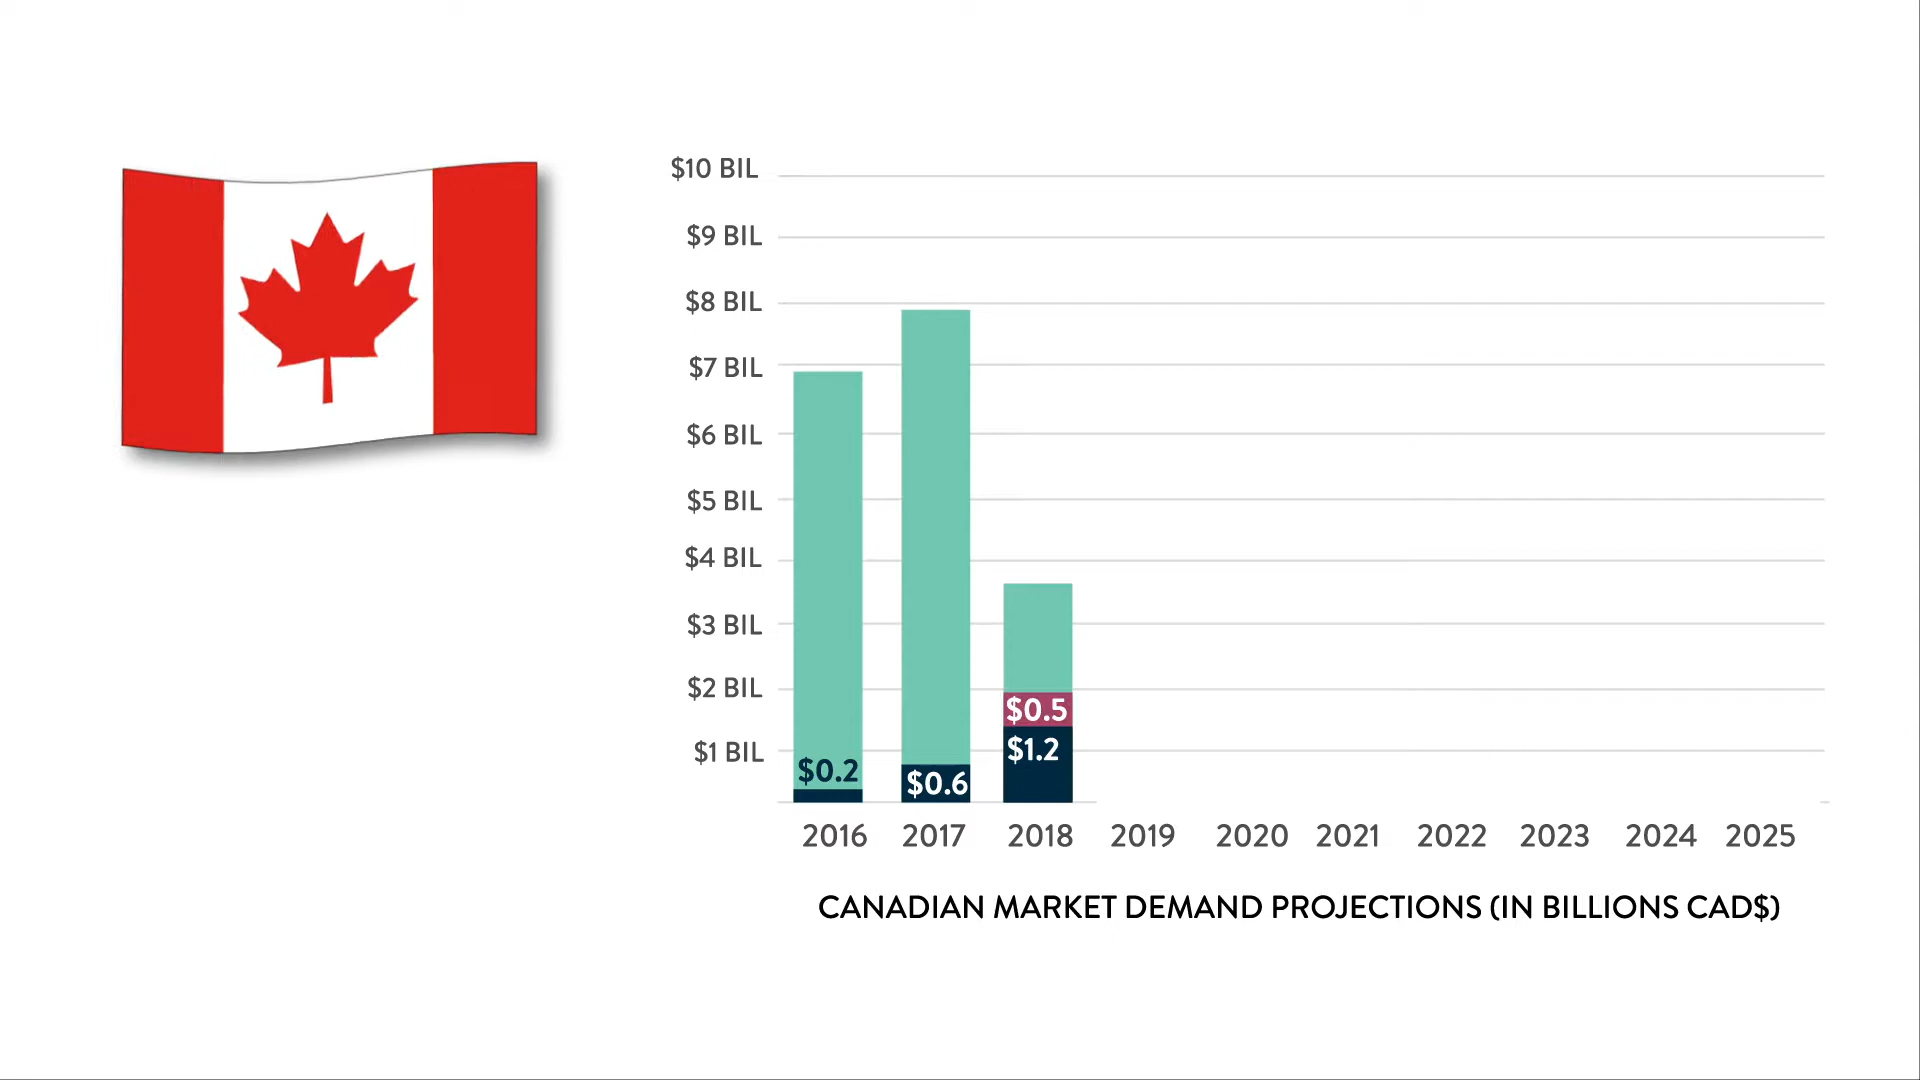 $10 BIL
$9 BIL
$8 BIL
$7 BIL
$6 BIL
$5 BIL
$4 BIL
$3 BIL
$2 BIL
$1 BIL
$0.2
$0.6
$0.5
$1.2
2016 2017 2018 2019 2020 2021 2022 2023 2024 2025
CANADIAN MARKET DEMAND PROJECTIONS (IN BILLIONS CAD$)